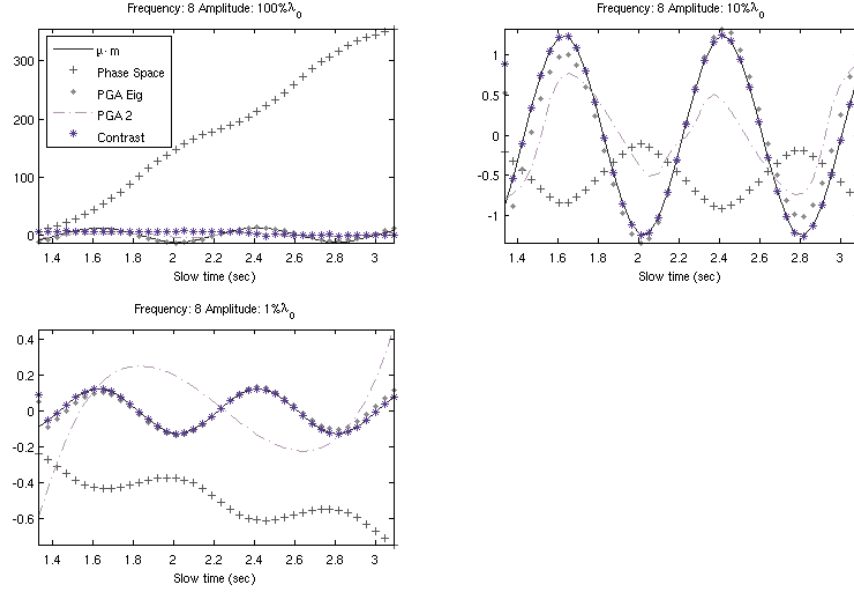 Frequency: 8 Amplitude: 100%λ0
300
200
100
0
μ · m
Phase Space
PGA Eig
PGA 2
Contrast
1.4 1.6 1.8 2 2.2 2.4 2.6 2.8 3
Slow time (sec)
Frequency: 8 Amplitude: 10%λ0
1
0.5
0
-0.5
-1
1.4 1.6 1.8 2 2.2 2.4 2.6 2.8 3
Slow time (sec)
Frequency: 8 Amplitude: 1%λ0
0.4
0.2
0
-0.2
-0.4
-0.6
1.4 1.6 1.8 2 2.2 2.4 2.6 2.8 3
Slow time (sec)